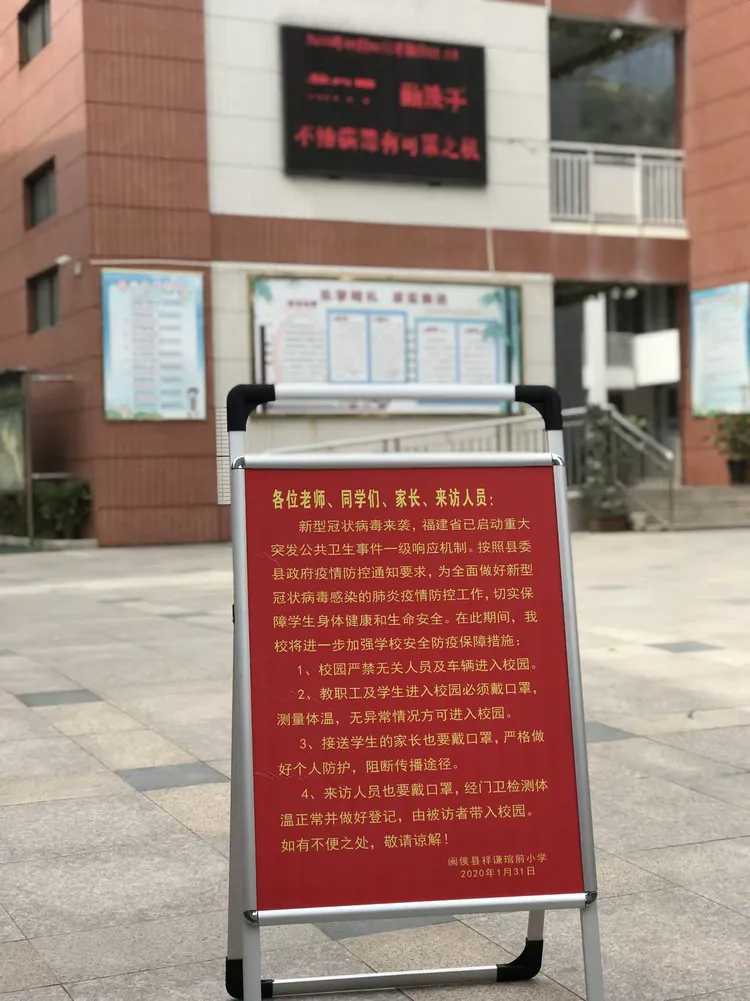 勤洗手
不给病毒有可乘之机
各位老师、同学们、家长、来访人员：
新型冠状病毒来袭，福建省已启动重大
突发公共卫生事件一级响应机制。按照县委
县政府疫情防控通知要求，为全面做好新型
冠状病毒感染的肺炎疫情防控工作，切实保
障学生身体健康和生命安全。在此期间，我
校将进一步加强学校安全防疫保障措施：
1、校园严禁无关人员及车辆进入校园。
2、教职工及学生进入校园必须戴口罩，
测量体温，无异常情况方可进入校园。
3、接送学生的家长也要戴口罩，严格做
好个人防护，阻断传播途径。
4、来访人员也要戴口罩，经门卫检测体
温正常并做好登记，由被访者带入校园。
如有不便之处，敬请谅解！
闽侯县祥谦琯前小学
2020年1月31日